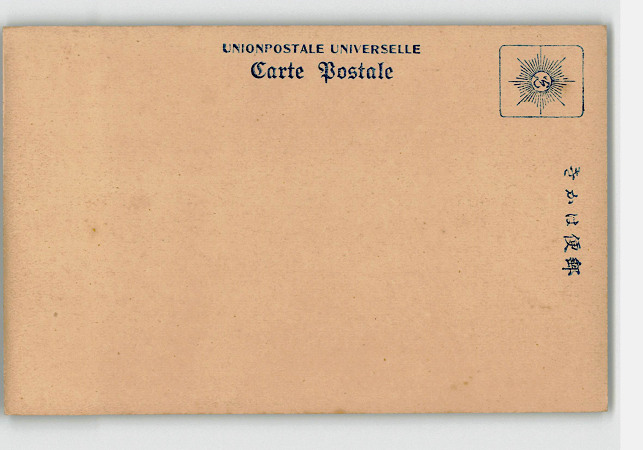 UNIONPOSTALE UNIVERSELLE
Carte Postale
郵便はかき